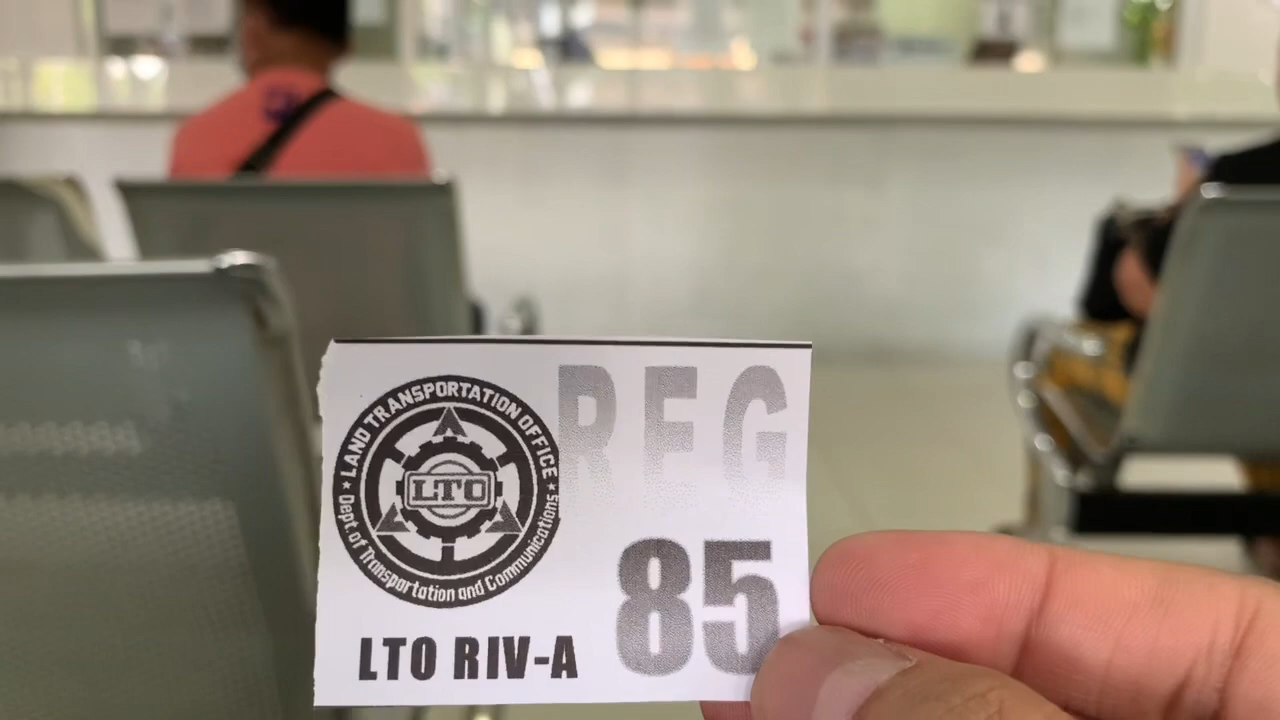 LAND TRANSPORTATION OFFICE
LTO
Dept. of Transportation and Communications
REG
85
LTO RIV-A